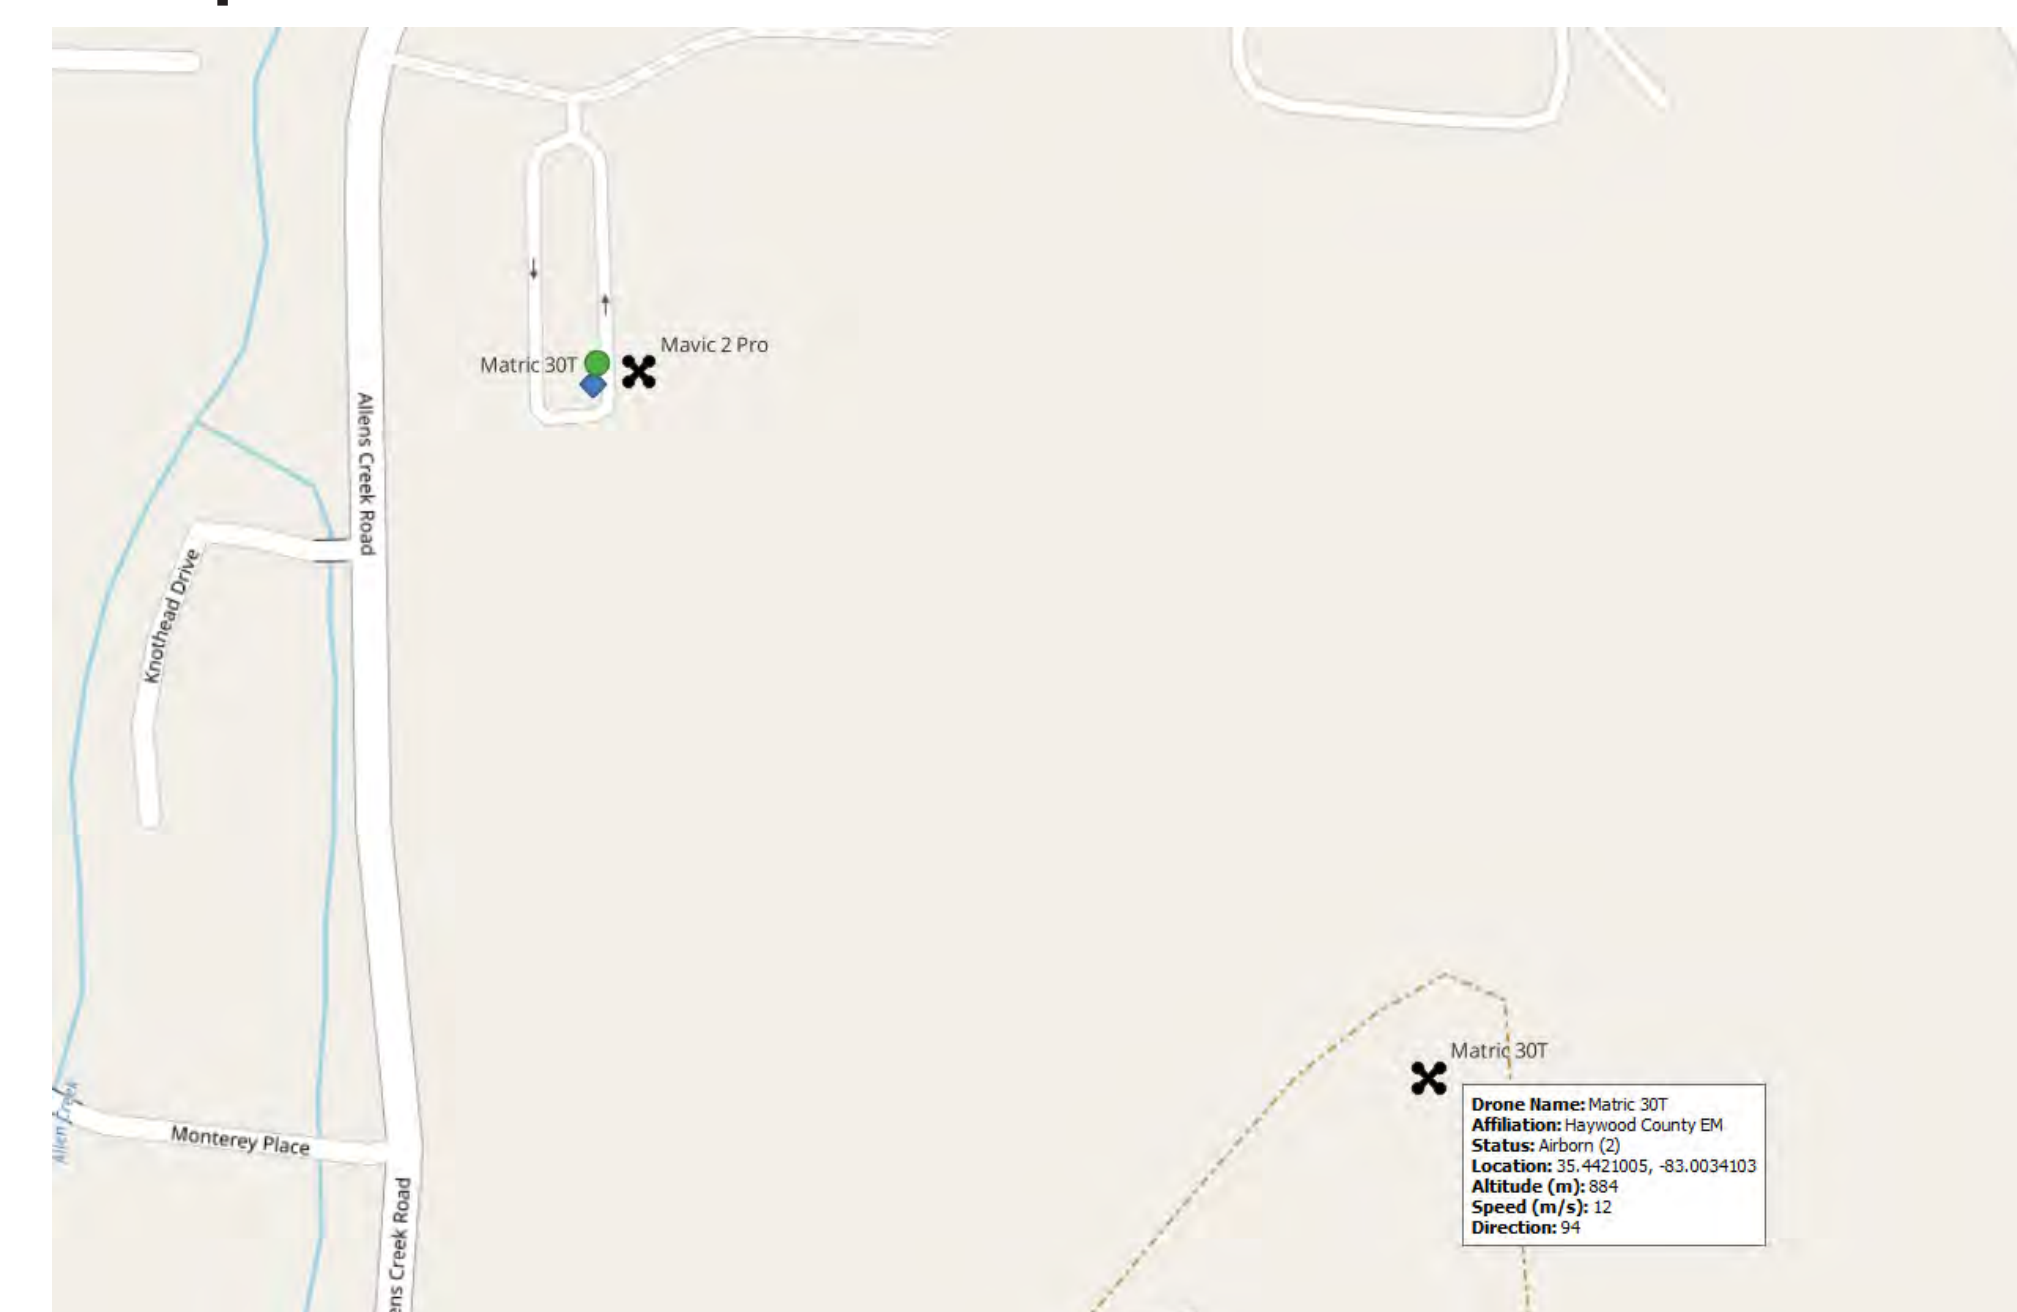 Mavic 2 Pro
Matric 30T
Allens Creek Road
Knothead Drive
Matric 30T
Drone Name: Matric 30T
Affiliation: Haywood County EM
Status: Airborn (2)
Location: 35.4421005, -83.0034103
Altitude (m): 884
Speed (m/s): 12
Direction: 94
Allen Creek
Monterey Place
ens Creek Road